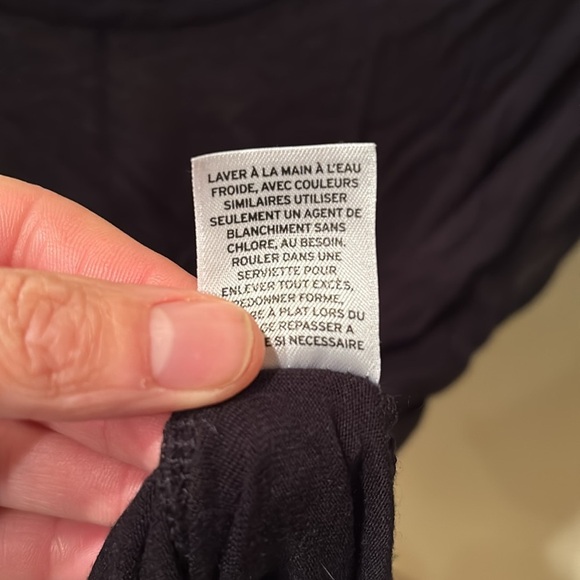 LAVER À LA MAIN À L'EAU
FROIDE, AVEC COULEURS
SIMILAIRES UTILISER
SEULEMENT UN AGENT DE
BLANCHIMENT SANS
CHLORE, AU BESOIN.
ROULER DANS UNE
SERVIETTE POUR
ENLEVER TOUT EXCÈS,
REDONNER FORME,
À PLAT LORS DU
REPASSER A
SI NECESSAIRE